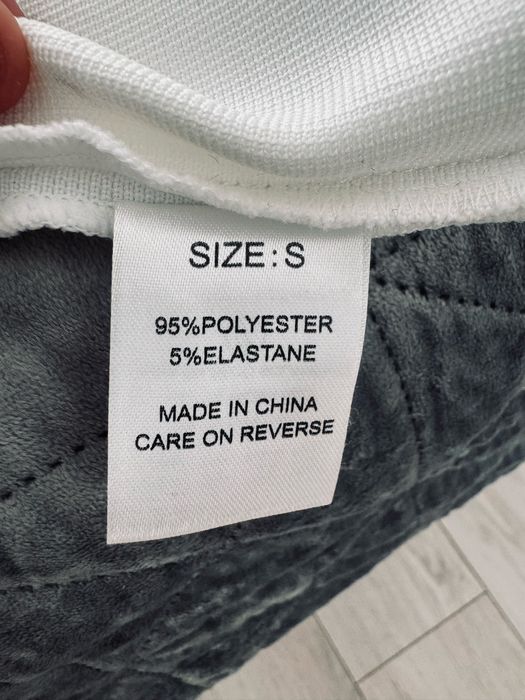 SIZE:S
95%POLYESTER
5%ELASTANE
MADE IN CHINA
CARE ON REVERSE